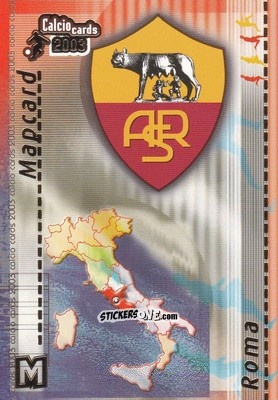 Calcio
cards
2003
Mapcard
ASR
STICKERSONE.COM
M
Roma